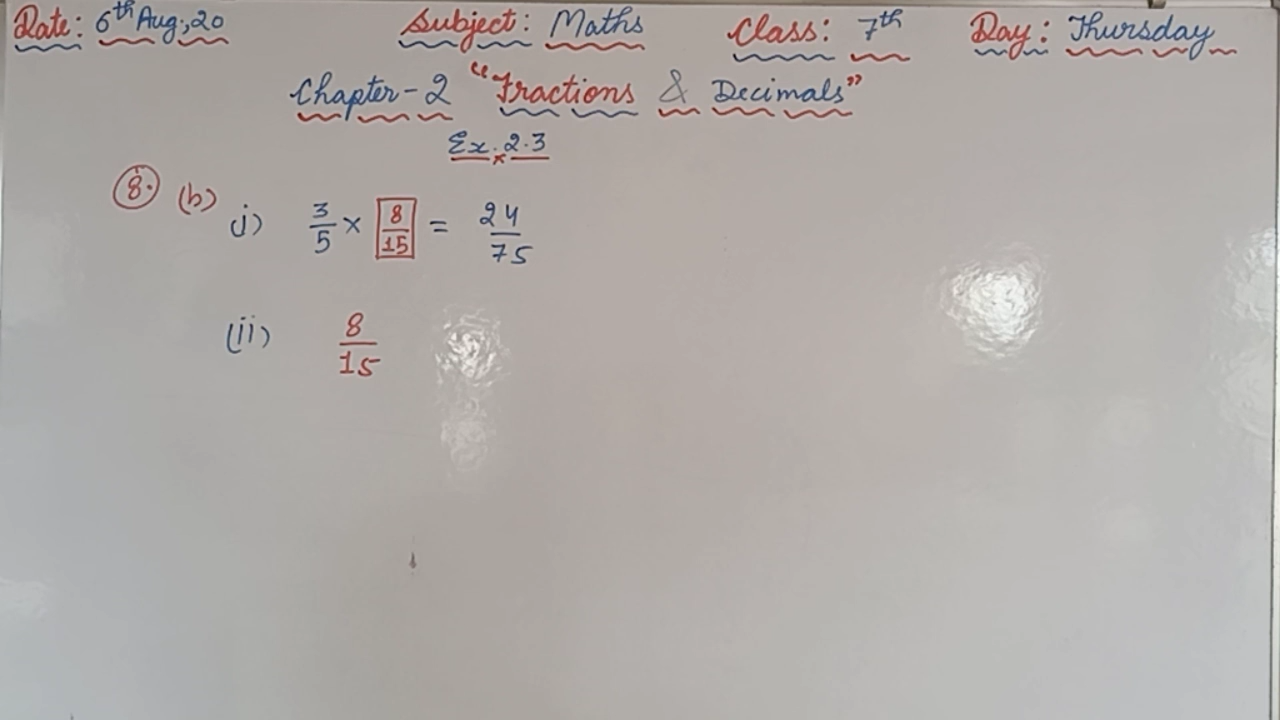 Date: 6th Aug;20 Subject: Maths Class: 7th Day: Thursday
Chapter-2 "Fractions & Decimals"
Ex. 2.3
8. (b) (i) 3/5 × 8/15 = 24/75
(ii) 8/15